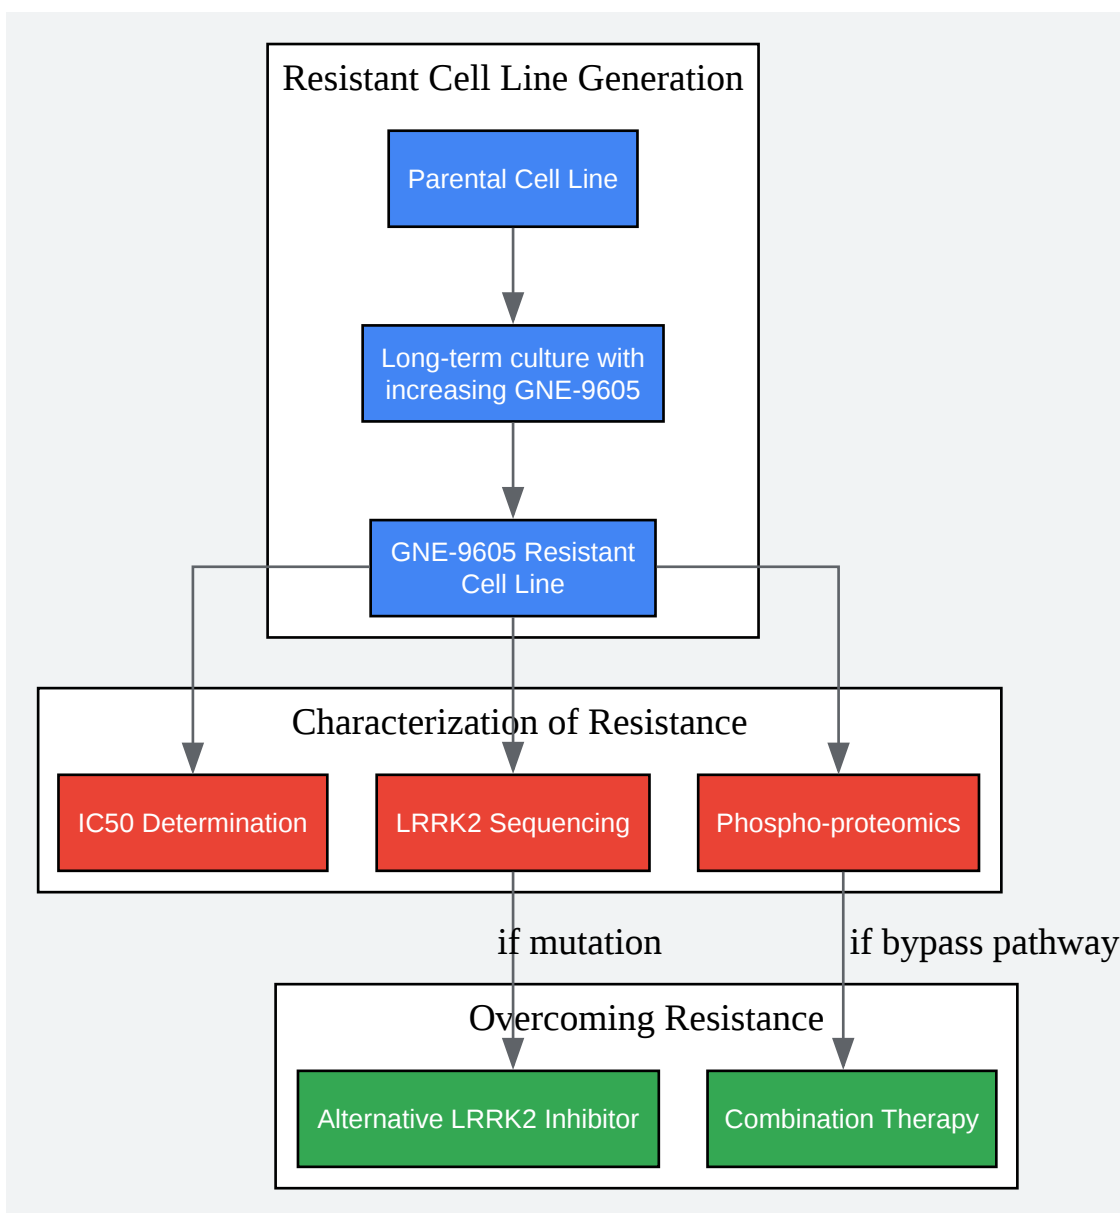 Resistant Cell Line Generation
Parental Cell Line
Long-term culture with
increasing GNE-9605
GNE-9605 Resistant
Cell Line
Characterization of Resistance
IC50 Determination
LRRK2 Sequencing
Phospho-proteomics
if mutation
if bypass pathway
Overcoming Resistance
Alternative LRRK2 Inhibitor
Combination Therapy